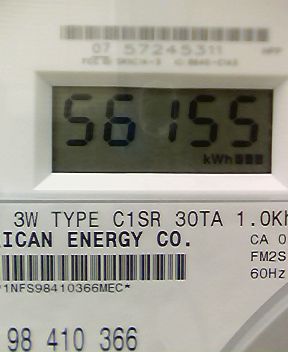 07 57245311
56155
kWh
3W TYPE C1SR 30TA 1.0Kh
ICAN ENERGY CO.
CA 0
FM2S
60Hz
*1NFS98410366MEC*
98 410 366